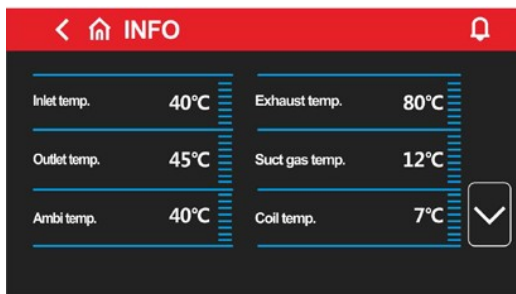 INFO
Inlet temp. 40℃ Exhaust temp. 80℃
Outlet temp. 45℃ Suct gas temp. 12℃
Ambi temp. 40℃ Coil temp. 7℃